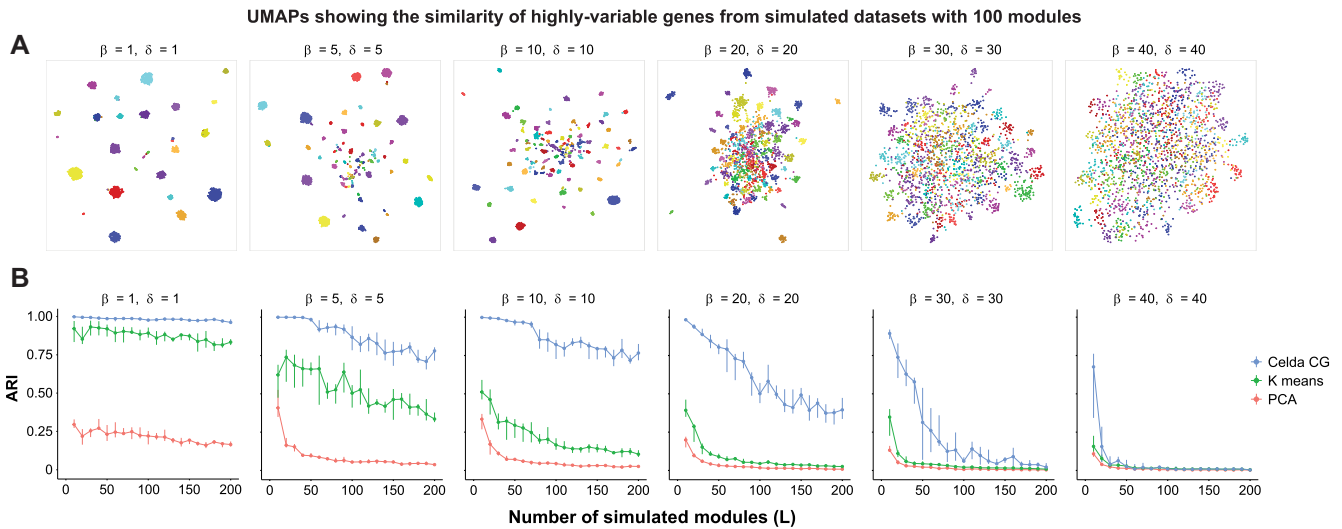 UMAPs showing the similarity of highly-variable genes from simulated datasets with 100 modules
A
β = 1, δ = 1
β = 5, δ = 5
β = 10, δ = 10
β = 20, δ = 20
β = 30, δ = 30
β = 40, δ = 40
B
β = 1, δ = 1
β = 5, δ = 5
β = 10, δ = 10
β = 20, δ = 20
β = 30, δ = 30
β = 40, δ = 40
1.00
0.75
0.50
0.25
0
ARI
0 50 100 150 200
0 50 100 150 200
0 50 100 150 200
0 50 100 150 200
0 50 100 150 200
0 50 100 150 200
Number of simulated modules (L)
Celda CG
K means
PCA